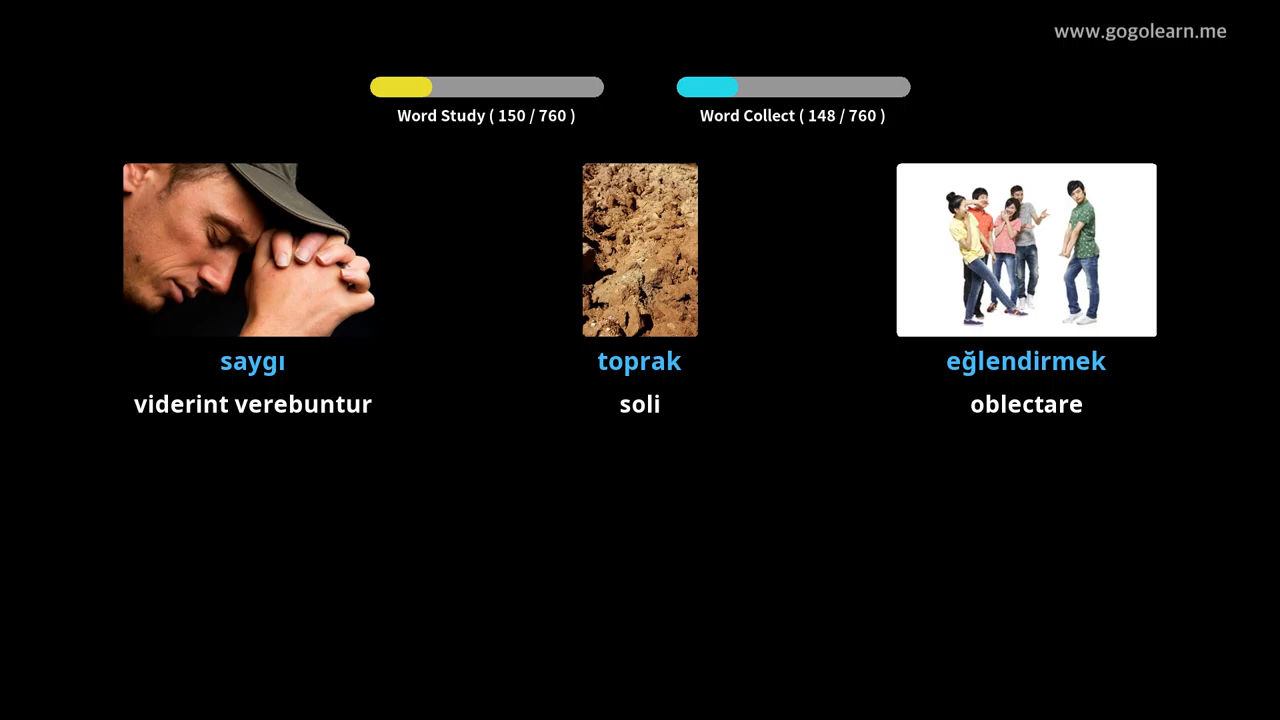 www.gogolearn.me
Word Study ( 150 / 760 )
Word Collect ( 148 / 760 )
saygı
toprak
eğlendirmek
viderint verebuntur
soli
oblectare